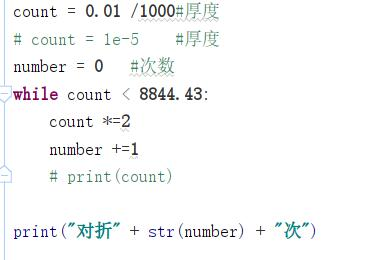 count = 0.01 /1000#厚度
# count = 1e-5    #厚度
number = 0   #次数
while count < 8844.43:
    count *=2
    number +=1
    # print(count)
print("对折" + str(number) + "次")